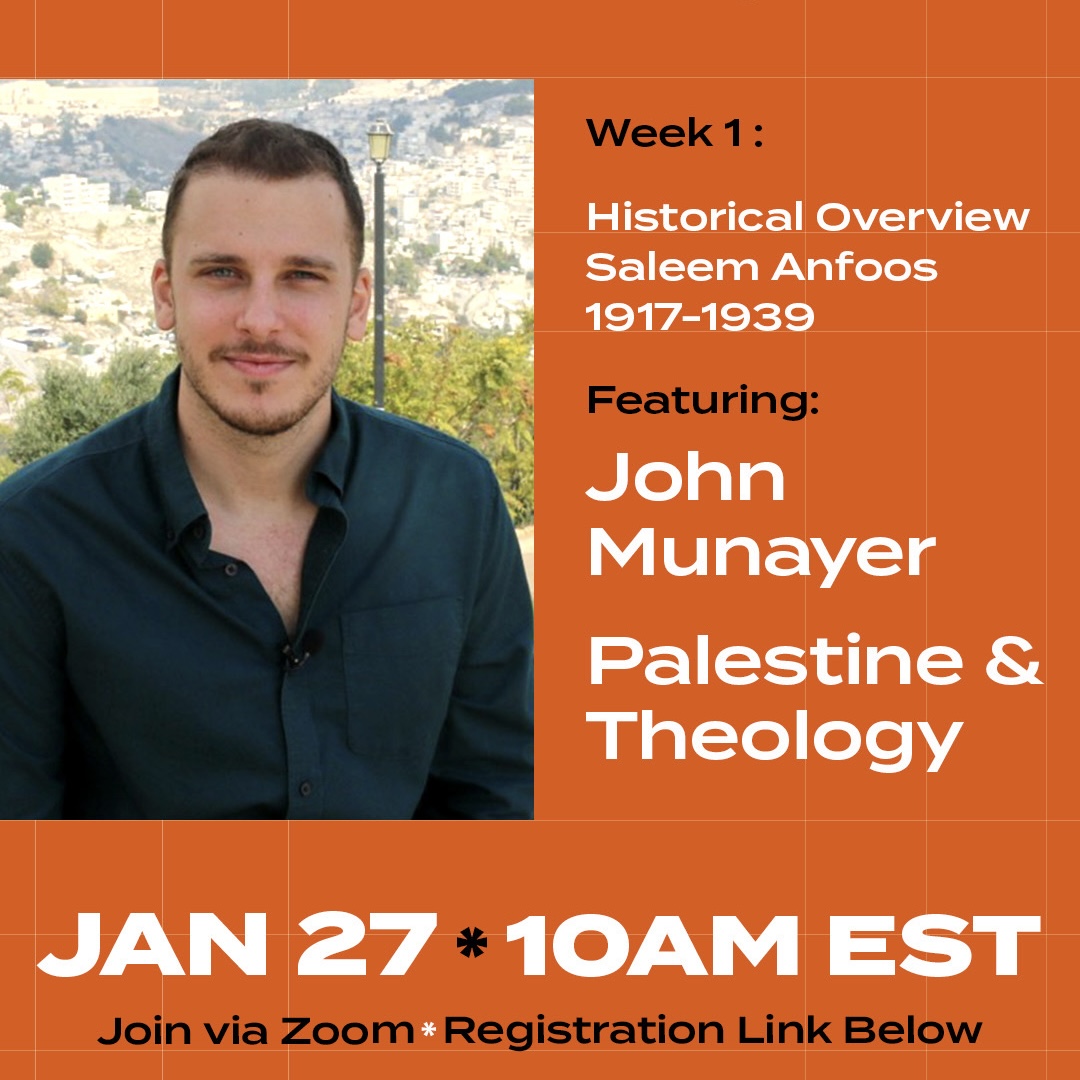 Week 1 :
Historical Overview
Saleem Anfoos
1917–1939
Featuring:
John
Munayer
Palestine &
Theology
JAN 27 * 10AM EST
Join via Zoom * Registration Link Below